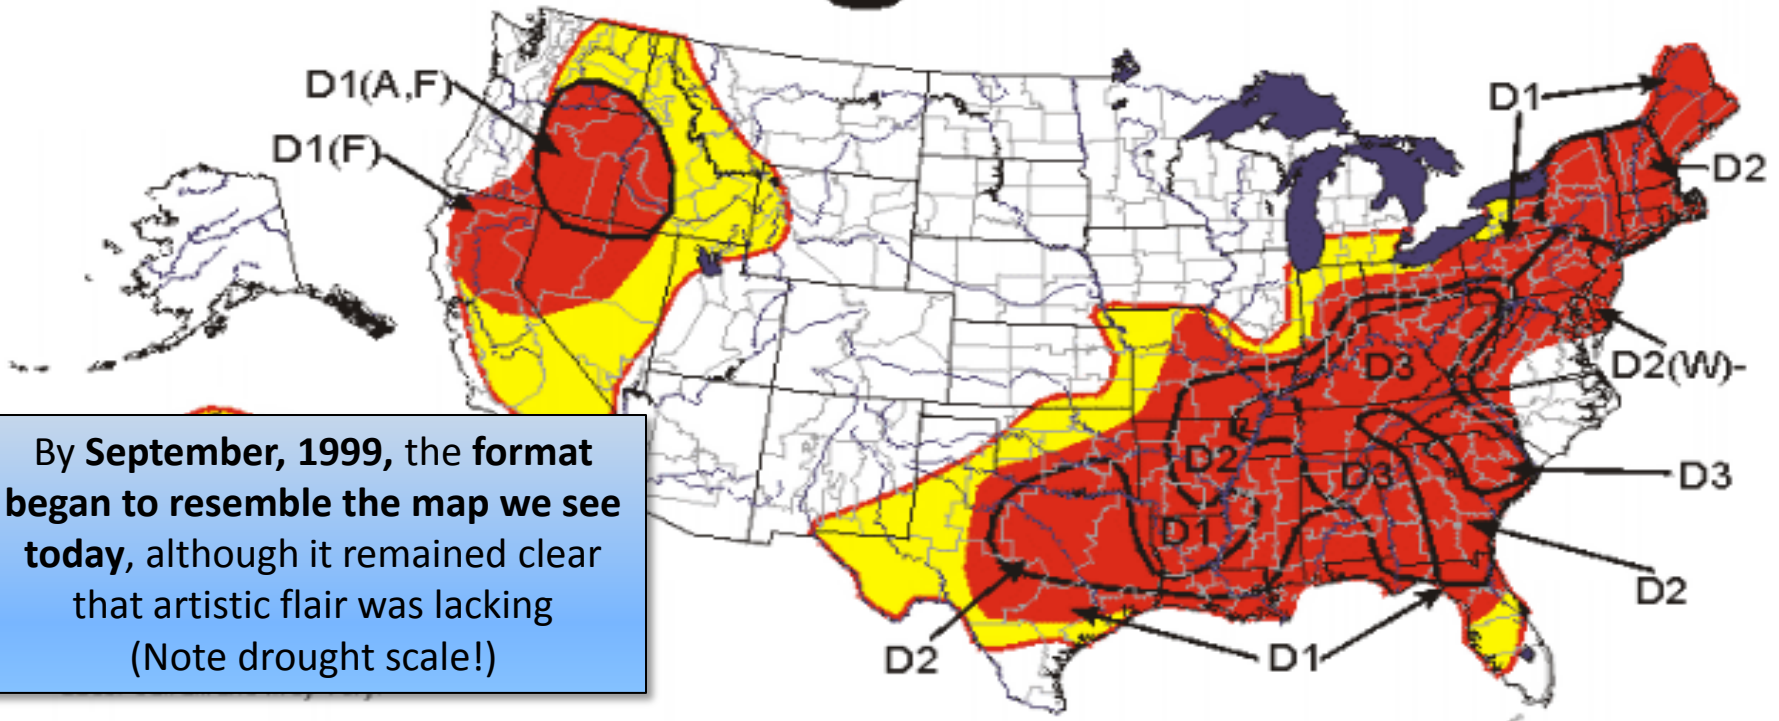 D1(A,F)
D1
D1(F)
D2
D3
D2(W)-
D2
D3
D3
D1
D2
D2
D1
By September, 1999, the format
began to resemble the map we see
today, although it remained clear
that artistic flair was lacking
(Note drought scale!)